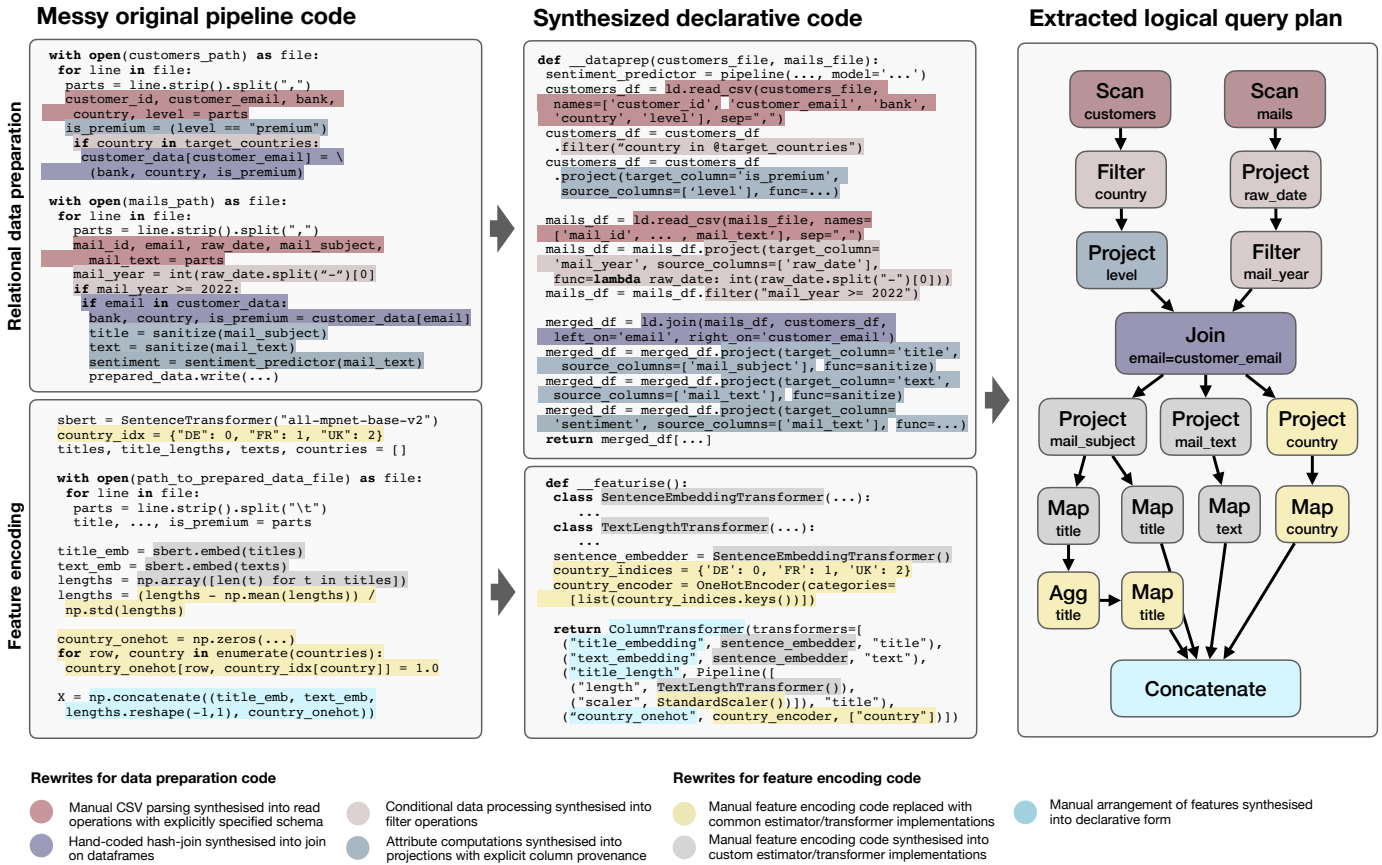 Messy original pipeline code
Synthesized declarative code
Extracted logical query plan
Relational data preparation
with open(customers_path) as file:
for line in file:
parts = line.strip().split(",")
customer_id, customer_email, bank,
country, level = parts
is_premium = (level == "premium")
if country in target_countries:
customer_data[customer_email] = \
(bank, country, is_premium)
with open(mails_path) as file:
for line in file:
parts = line.strip().split(",")
mail_id, email, raw_date, mail_subject,
mail_text = parts
mail_year = int(raw_date.split(“-“)[0]
if mail_year >= 2022:
if email in customer_data:
bank, country, is_premium = customer_data[email]
title = sanitize(mail_subject)
text = sanitize(mail_text)
sentiment = sentiment_predictor(mail_text)
prepared_data.write(...)
Feature encoding
sbert = SentenceTransformer("all-mpnet-base-v2")
country_idx = {"DE": 0, "FR": 1, "UK": 2}
titles, title_lengths, texts, countries = []
with open(path_to_prepared_data_file) as file:
for line in file:
parts = line.strip().split("\t")
title, ..., is_premium = parts
title_emb = sbert.embed(titles)
text_emb = sbert.embed(texts)
lengths = np.array([len(t) for t in titles])
lengths = (lengths - np.mean(lengths)) /
np.std(lengths)
country_onehot = np.zeros(...)
for row, country in enumerate(countries):
country_onehot[row, country_idx[country]] = 1.0
X = np.concatenate((title_emb, text_emb,
lengths.reshape(-1,1), country_onehot))
def __dataprep(customers_file, mails_file):
sentiment_predictor = pipeline(..., model='...')
customers_df = ld.read_csv(customers_file,
names=['customer_id', 'customer_email', 'bank',
'country', 'level'], sep=",")
customers_df = customers_df
.filter(“country in @target_countries")
customers_df = customers_df
.project(target_column='is_premium',
source_columns=[‘level'], func=...)
mails_df = ld.read_csv(mails_file, names=
['mail_id', ... , mail_text’], sep=",")
mails_df = mails_df.project(target_column=
'mail_year', source_columns=['raw_date'],
func=lambda raw_date: int(raw_date.split("-")[0]))
mails_df = mails_df.filter("mail_year >= 2022")
merged_df = ld.join(mails_df, customers_df,
left_on='email', right_on='customer_email')
merged_df = merged_df.project(target_column='title',
source_columns=['mail_subject'], func=sanitize)
merged_df = merged_df.project(target_column='text',
source_columns=['mail_text'], func=sanitize)
merged_df = merged_df.project(target_column=
'sentiment', source_columns=['mail_text'], func=...)
return merged_df[...]
def __featurise():
class SentenceEmbeddingTransformer(...):
...
class TextLengthTransformer(...):
...
sentence_embedder = SentenceEmbeddingTransformer()
country_indices = {'DE': 0, 'FR': 1, 'UK': 2}
country_encoder = OneHotEncoder(categories=
[list(country_indices.keys())])
return ColumnTransformer(transformers=[
("title_embedding", sentence_embedder, "title"),
("text_embedding", sentence_embedder, "text"),
("title_length", Pipeline([
("length", TextLengthTransformer()),
("scaler", StandardScaler())]), "title"),
(“country_onehot", country_encoder, ["country"])])
Scan
customers
Scan
mails
Filter
country
Project
raw_date
Project
level
Filter
mail_year
Join
email=customer_email
Project
mail_subject
Project
mail_text
Project
country
Map
title
Map
title
Map
text
Map
country
Agg
title
Map
title
Concatenate
Rewrites for data preparation code
Manual CSV parsing synthesised into read
operations with explicitly specified schema
Hand-coded hash-join synthesised into join
on dataframes
Conditional data processing synthesised into
filter operations
Attribute computations synthesised into
projections with explicit column provenance
Rewrites for feature encoding code
Manual feature encoding code replaced with
common estimator/transformer implementations
Manual feature encoding code synthesised into
custom estimator/transformer implementations
Manual arrangement of features synthesised
into declarative form